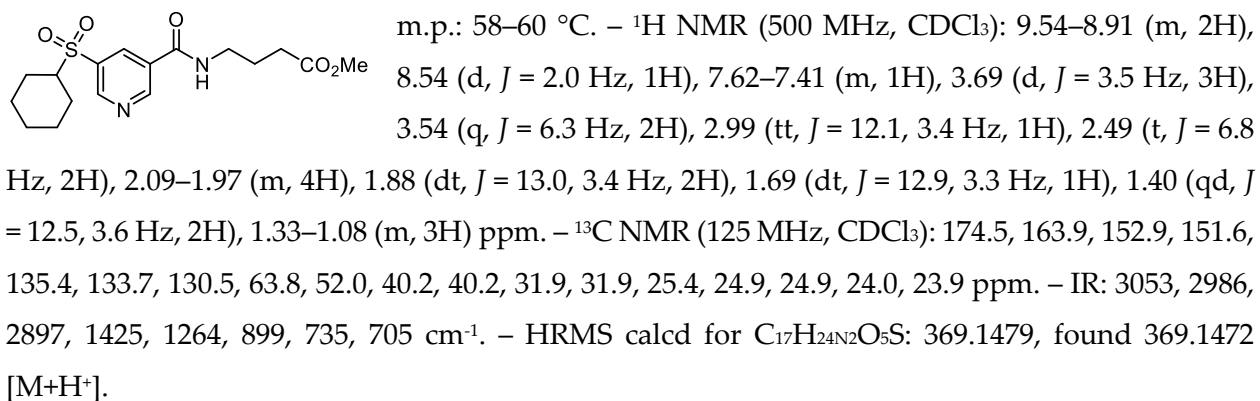 O O
S
O
N
H
CO₂Me
N
m.p.: 58–60 °C. – ¹H NMR (500 MHz, CDCl₃): 9.54–8.91 (m, 2H),
8.54 (d, J = 2.0 Hz, 1H), 7.62–7.41 (m, 1H), 3.69 (d, J = 3.5 Hz, 3H),
3.54 (q, J = 6.3 Hz, 2H), 2.99 (tt, J = 12.1, 3.4 Hz, 1H), 2.49 (t, J = 6.8
Hz, 2H), 2.09–1.97 (m, 4H), 1.88 (dt, J = 13.0, 3.4 Hz, 2H), 1.69 (dt, J = 12.9, 3.3 Hz, 1H), 1.40 (qd, J
= 12.5, 3.6 Hz, 2H), 1.33–1.08 (m, 3H) ppm. – ¹³C NMR (125 MHz, CDCl₃): 174.5, 163.9, 152.9, 151.6,
135.4, 133.7, 130.5, 63.8, 52.0, 40.2, 40.2, 31.9, 31.9, 25.4, 24.9, 24.9, 24.0, 23.9 ppm. – IR: 3053, 2986,
2897, 1425, 1264, 899, 735, 705 cm⁻¹. – HRMS calcd for C₁₇H₂₄N₂O₅S: 369.1479, found 369.1472
[M+H⁺].